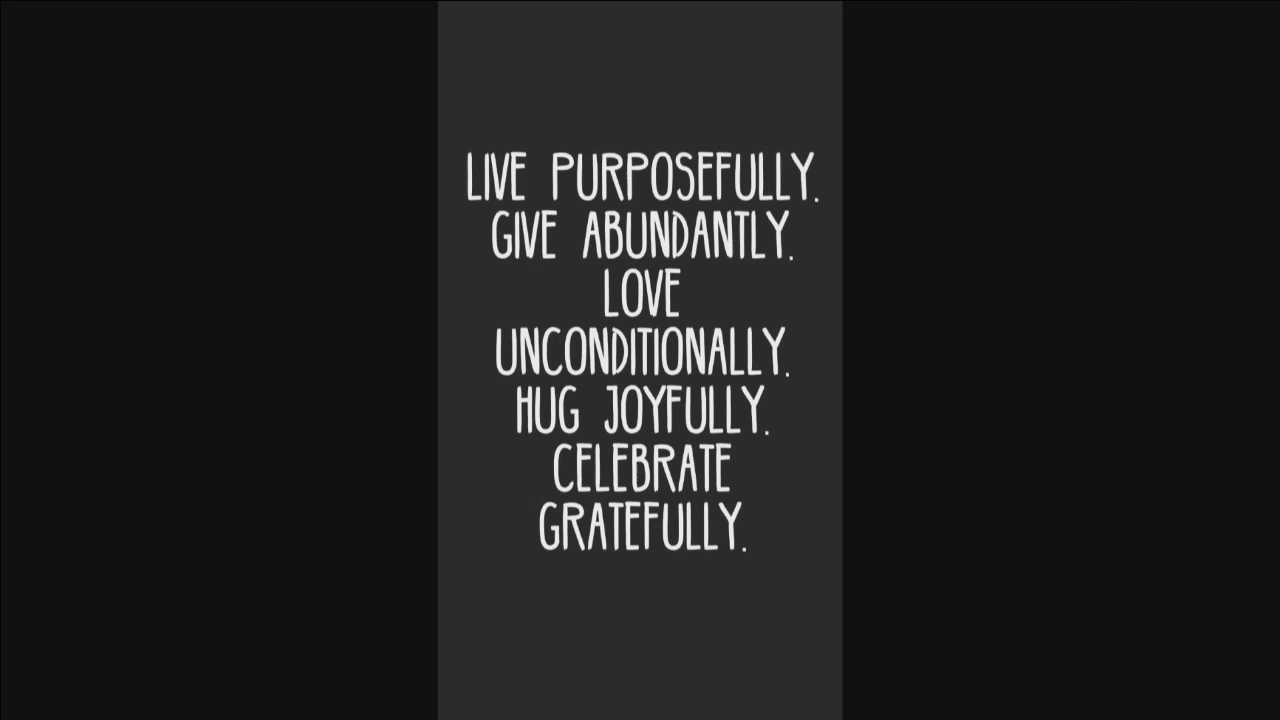 LIVE PURPOSEFULLY.
GIVE ABUNDANTLY.
LOVE
UNCONDITIONALLY.
HUG JOYFULLY.
CELEBRATE
GRATEFULLY.